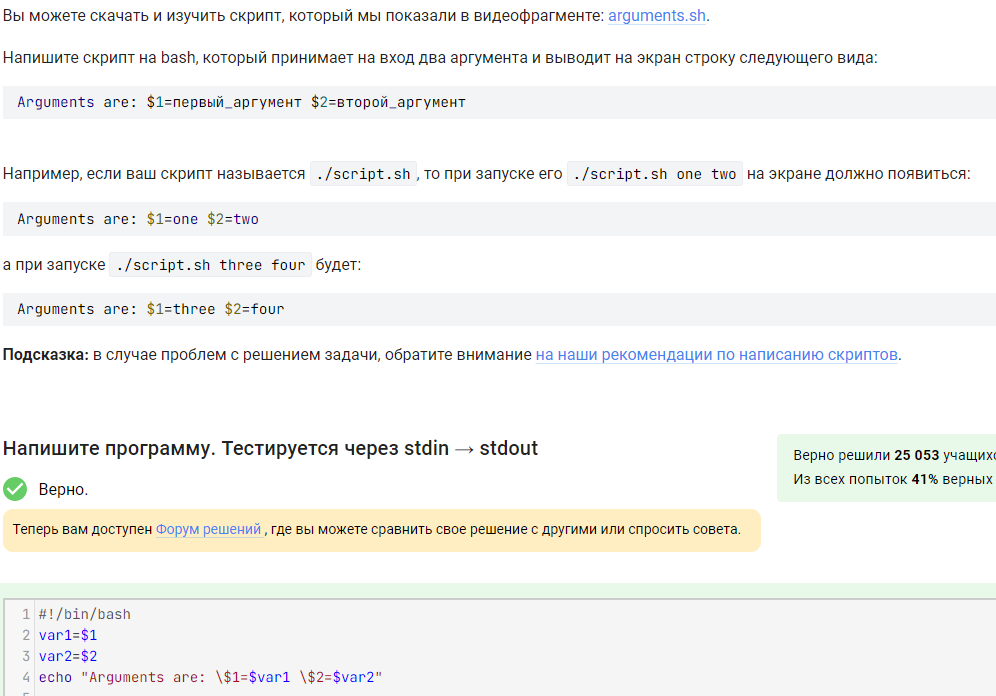 Вы можете скачать и изучить скрипт, который мы показали в видеофрагменте: arguments.sh.
Напишите скрипт на bash, который принимает на вход два аргумента и выводит на экран строку следующего вида:
Arguments are: $1=первый_аргумент $2=второй_аргумент
Например, если ваш скрипт называется ./script.sh , то при запуске его ./script.sh one two на экране должно появиться:
Arguments are: $1=one $2=two
а при запуске ./script.sh three four будет:
Arguments are: $1=three $2=four
Подсказка: в случае проблем с решением задачи, обратите внимание на наши рекомендации по написанию скриптов.
Напишите программу. Тестируется через stdin → stdout
Верно решили 25 053 учащихс
Из всех попыток 41% верных
Верно.
Теперь вам доступен Форум решений , где вы можете сравнить свое решение с другими или спросить совета.
1 #!/bin/bash
2 var1=$1
3 var2=$2
4 echo "Arguments are: \$1=$var1 \$2=$var2"